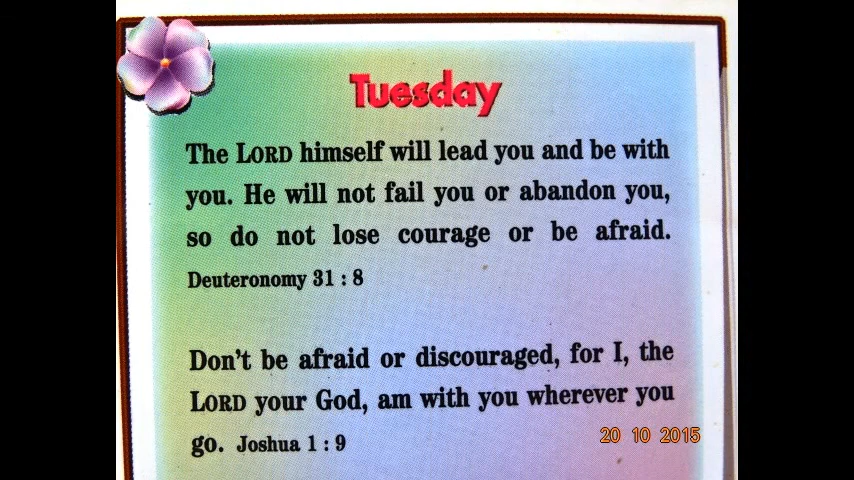 Tuesday
The LORD himself will lead you and be with
you. He will not fail you or abandon you,
so do not lose courage or be afraid.
Deuteronomy 31 : 8
Don't be afraid or discouraged, for I, the
LORD your God, am with you wherever you
go. Joshua 1 : 9
20 10 2015